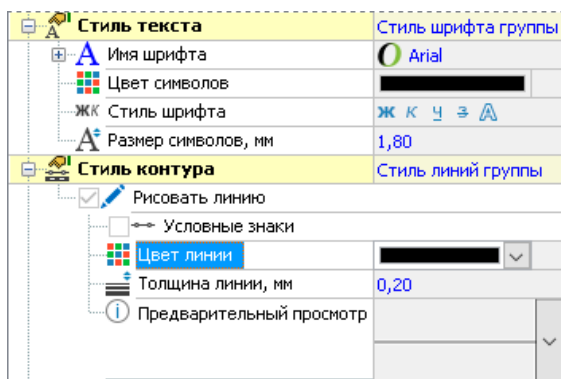 Стиль текста Стиль шрифта группы
Имя шрифта Arial
Цвет символов
ЖК Стиль шрифта Ж К Ч З А
Размер символов, мм 1,80
Стиль контура Стиль линий группы
Рисовать линию
Условные знаки
Цвет линии
Толщина линии, мм 0,20
Предварительный просмотр